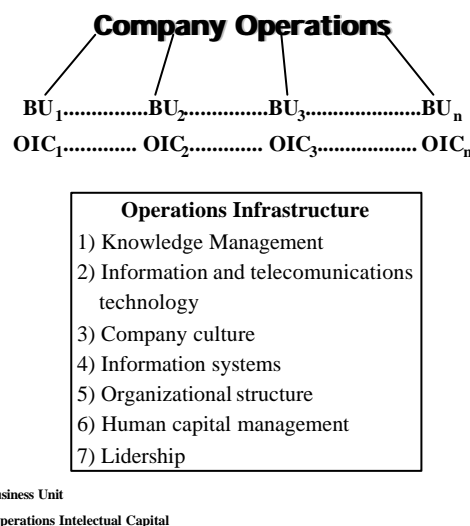 Company Operations
BU1...............BU2...............BU3.....................BUn
OIC1............. OIC2............. OIC3.................. OICn
Operations Infrastructure
1) Knowledge Management
2) Information and telecomunications
technology
3) Company culture
4) Information systems
5) Organizational structure
6) Human capital management
7) Lidership
usiness Unit
perations Intelectual Capital